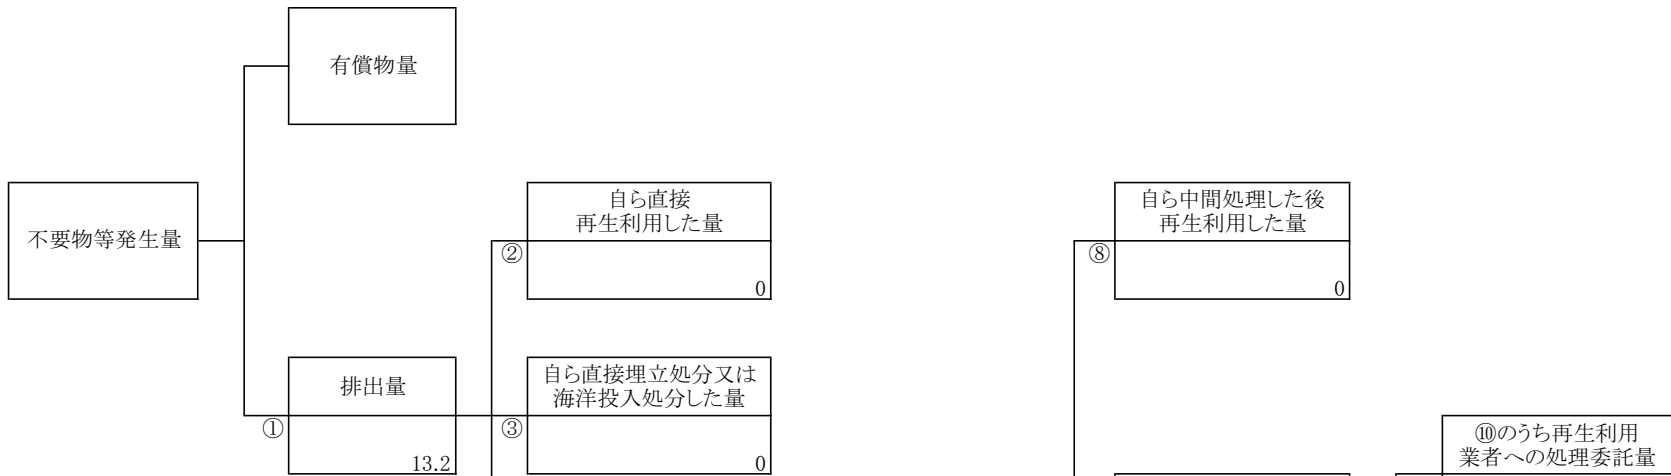 有償物量
不要物等発生量
自ら直接
再生利用した量
②
0
自ら中間処理した後
再生利用した量
⑧
0
排出量
①
13.2
自ら直接埋立処分又は
海洋投入処分した量
③
0
⑩のうち再生利用
業者への処理委託量